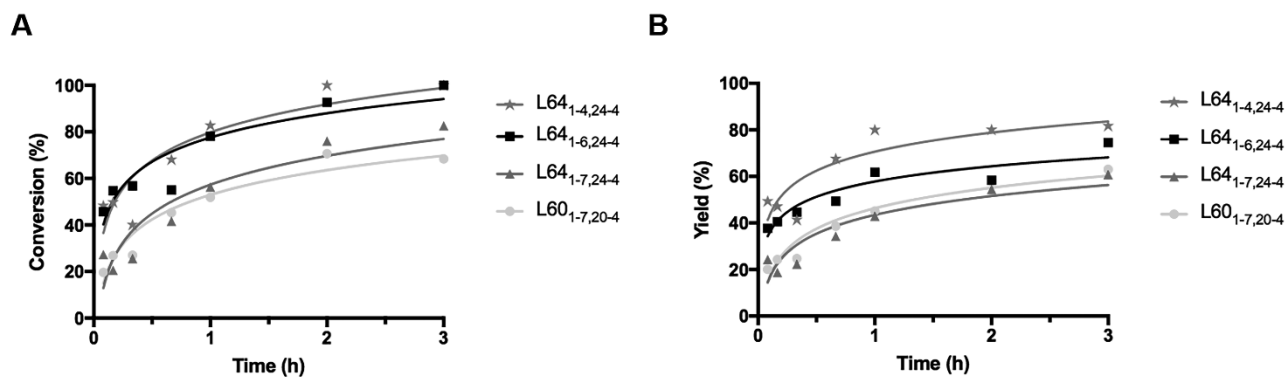 A
B
Conversion (%)
100
80
60
40
20
0
0
1
2
3
Time (h)
L64₁₋₄,₂₄₋₄
L64₁₋₆,₂₄₋₄
L64₁₋₇,₂₄₋₄
L60₁₋₇,₂₀₋₄
Yield (%)
100
80
60
40
20
0
0
1
2
3
Time (h)
L64₁₋₄,₂₄₋₄
L64₁₋₆,₂₄₋₄
L64₁₋₇,₂₄₋₄
L60₁₋₇,₂₀₋₄